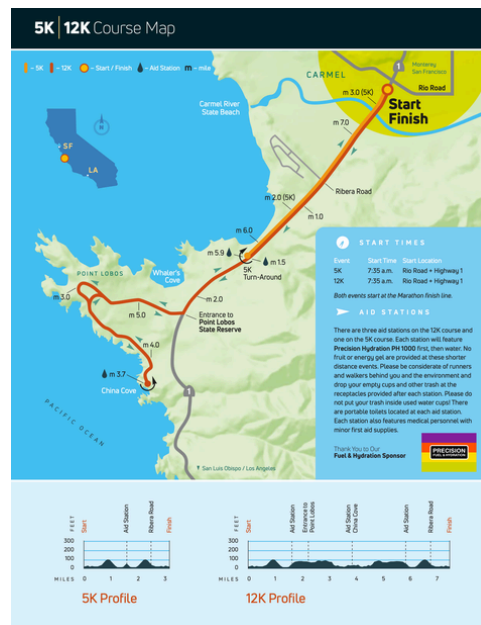 5K | 12K Course Map
- 5K
- 12K
- Start / Finish
- Aid Station
m - mile
CARMEL
1
Monterey
San Francisco
Rio Road
m 3.0 (5K)
Start
Finish
Carmel River
State Beach
m 7.0
SF
LA
Ribera Road
m 2.0 (5K)
m 1.0
m 6.0
m 5.9
m 1.5
5K
Turn-Around
POINT LOBOS
Whaler's
Cove
m 3.0
m 2.0
m 5.0
Entrance to
Point Lobos
State Reserve
m 4.0
m 3.7
China Cove
1
PACIFIC OCEAN
San Luis Obispo / Los Angeles
START TIMES
Event Start Time Start Location
5K 7:35 a.m. Rio Road + Highway 1
12K 7:35 a.m. Rio Road + Highway 1
Both events start at the Marathon finish line.
AID STATIONS
There are three aid stations on the 12K course and
one on the 5K course. Each station will feature
Precision Hydration PH 1000 first, then water. No
fruit or energy gel are provided at these shorter
distance events. Please be considerate of runners
and walkers behind you and the environment and
drop your empty cups and other trash at the
receptacles provided after each station. Please do
not put your trash inside used water cups! There
are portable toilets located at each aid station.
Each station also features medical personnel with
minor first aid supplies.
Thank You to Our
Fuel & Hydration Sponsor
PRECISION
FUEL & HYDRATION
FEET
Start
Aid Station
Ribera Road
Finish
300
200
100
0
MILES 0 1 2 3
5K Profile
FEET
Start
Aid Station
Entrance to
Point Lobos
Aid Station
China Cove
Aid Station
Ribera Road
Finish
300
200
100
0
MILES 0 1 2 3 4 5 6 7
12K Profile